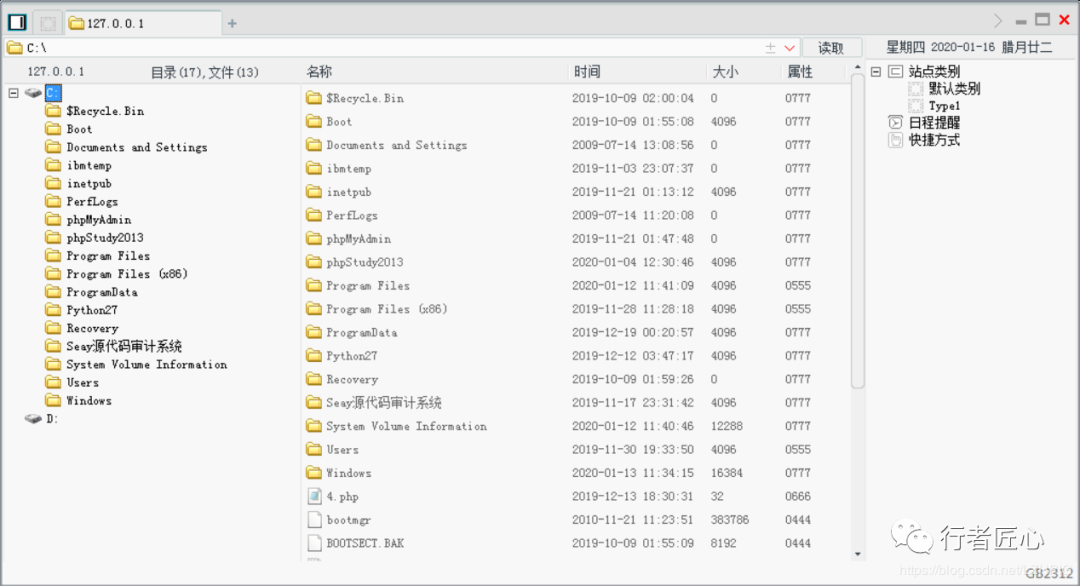 127.0.0.1
C:\ 读取 星期四 2020-01-16 腊月廿二
127.0.0.1 目录(17),文件(13) 名称 时间 大小 属性
C:
$Recycle.Bin
Boot
Documents and Settings
ibmtemp
inetpub
PerfLogs
phpMyAdmin
phpStudy2013
Program Files
Program Files (x86)
ProgramData
Python27
Recovery
Seay源代码审计系统
System Volume Information
Users
Windows
D:
$Recycle.Bin 2019-10-09 02:00:04 0 0777
Boot 2019-10-09 01:55:08 4096 0777
Documents and Settings 2009-07-14 13:08:56 0 0777
ibmtemp 2019-11-03 23:07:37 0 0777
inetpub 2019-11-21 01:13:12 4096 0777
PerfLogs 2009-07-14 11:20:08 0 0777
phpMyAdmin 2019-11-21 01:47:48 0 0777
phpStudy2013 2020-01-04 12:30:46 4096 0777
Program Files 2020-01-12 11:41:09 4096 0555
Program Files (x86) 2019-11-28 11:28:18 4096 0555
ProgramData 2019-12-19 00:20:57 4096 0777
Python27 2019-12-12 03:47:17 4096 0777
Recovery 2019-10-09 01:59:26 0 0777
Seay源代码审计系统 2019-11-17 23:31:42 4096 0777
System Volume Information 2020-01-12 11:40:46 12288 0777
Users 2019-11-30 19:33:50 4096 0555
Windows 2020-01-13 11:34:15 16384 0777
4.php 2019-12-13 18:30:31 32 0666
bootmgr 2010-11-21 11:23:51 383786 0444
BOOTSECT.BAK 2019-10-09 01:55:09 8192 0444
站点类别
默认类别
Type1
日程提醒
快捷方式
行者匠心
https://blog.csdn.net
GB2312